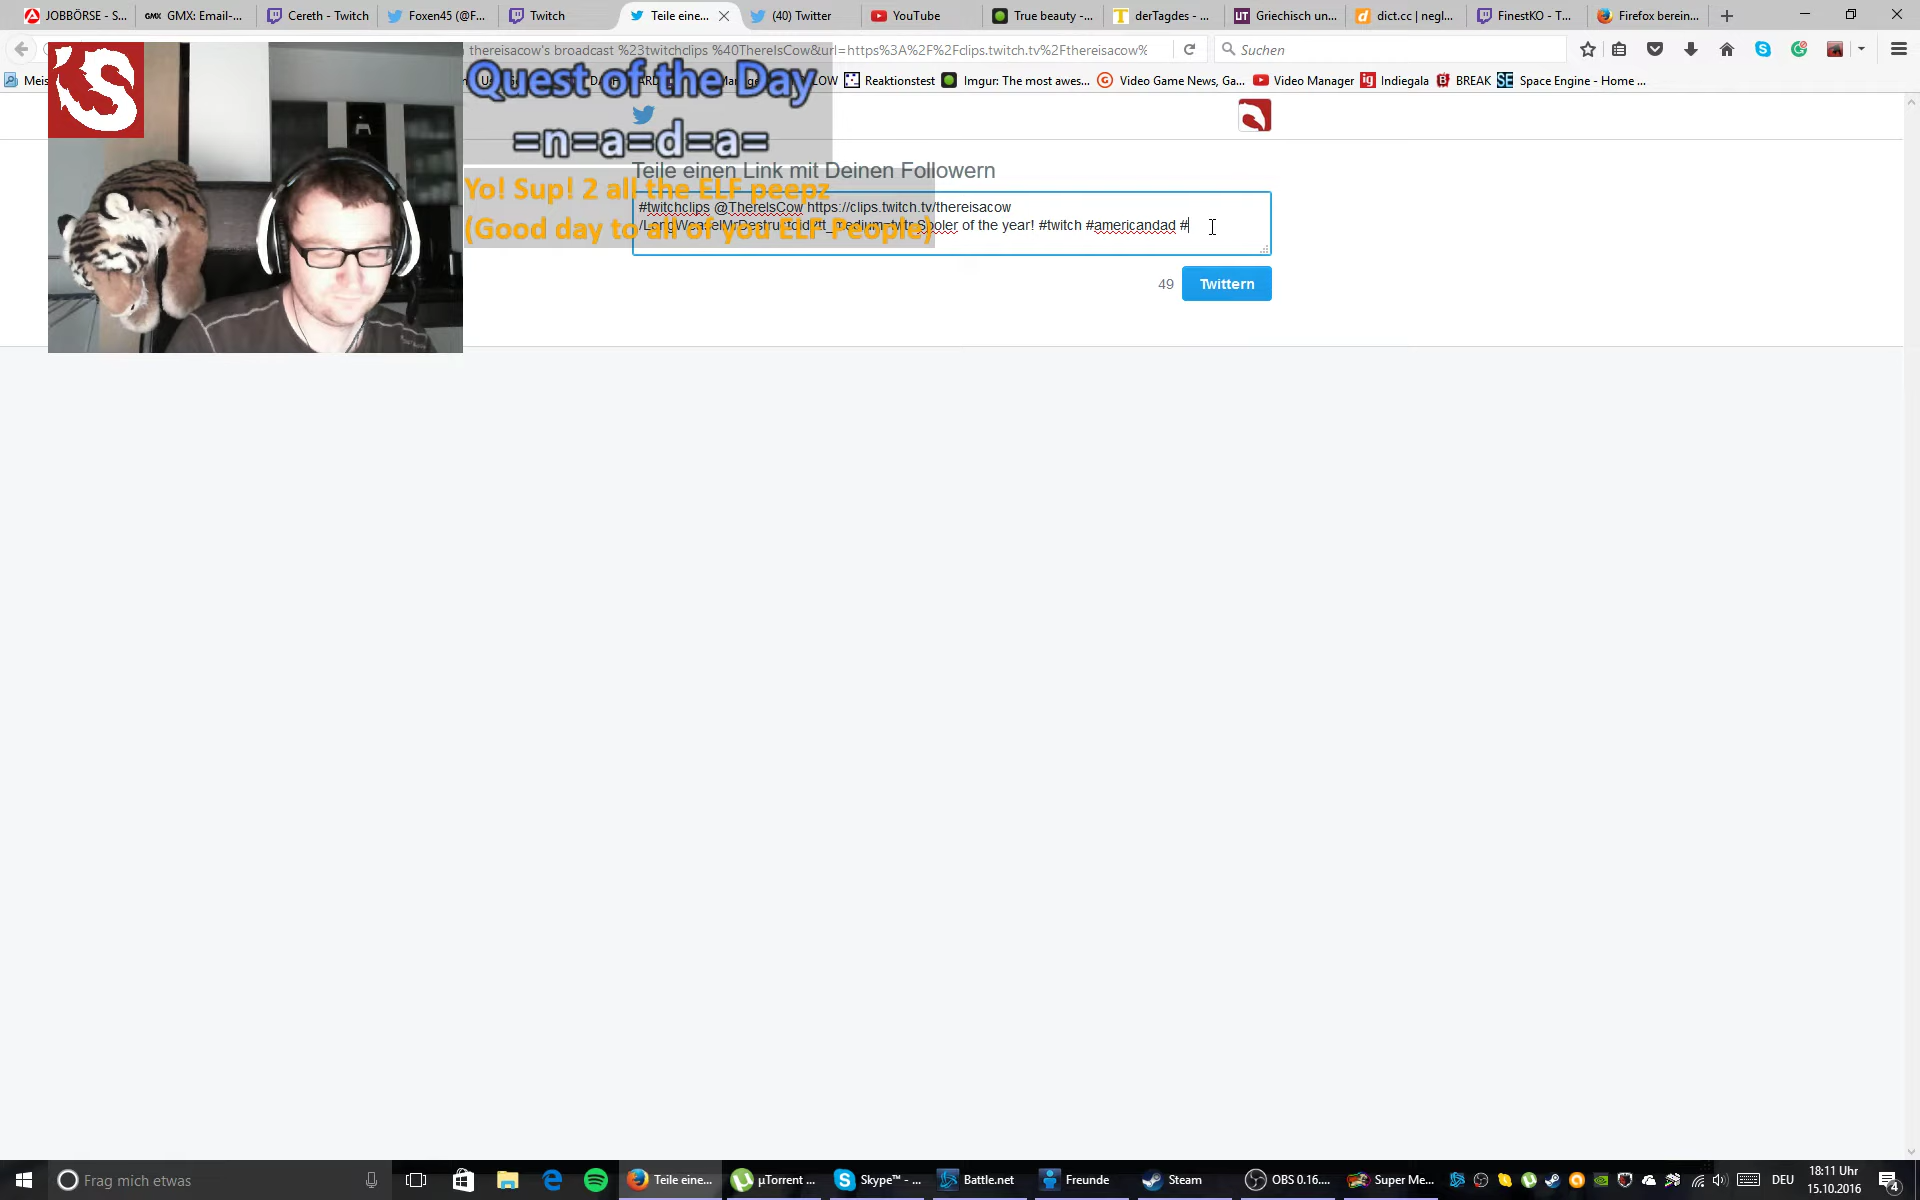 JOBBÖRSE - S...
GMX: Email-...
Cereth - Twitch
Foxen45 (@F...
Twitch
Teile eine...
(40) Twitter
YouTube
True beauty -...
derTagdes - ...
Griechisch un...
dict.cc | negl...
FinestKO - T...
Firefox berein...
thereisacow's broadcast %23twitchclips %40ThereIsCow&url=https%3A%2F%2Fclips.twitch.tv%2Fthereisacow%
Suchen
Meis
LOW
Reaktionstest
Imgur: The most awes...
Video Game News, Ga...
Video Manager
Indiegala
BREAK
Space Engine - Home ...
Quest of the Day
=n=a=d=a=
Teile einen Link mit Deinen Followern
Yo! Sup! 2 all the ELF peepz
(Good day to all of you ELF People)
#twitchclips @ThereIsCow https://clips.twitch.tv/thereisacow
of the year! #twitch #americandad #
49
Twittern
Frag mich etwas
Teile eine...
µTorrent ...
Skype™ - ...
Battle.net
Freunde
Steam
OBS 0.16....
Super Me...
DEU
18:11 Uhr
15.10.2016
4